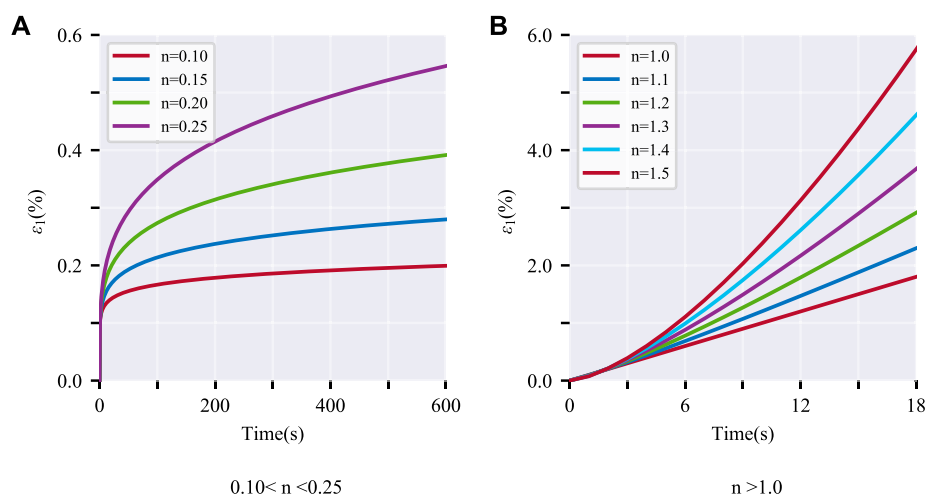 A
0.6
0.4
0.2
0.0
ε1(%)
n=0.10
n=0.15
n=0.20
n=0.25
0
200
400
600
Time(s)
0.10< n <0.25
B
6.0
4.0
2.0
0.0
ε1(%)
n=1.0
n=1.1
n=1.2
n=1.3
n=1.4
n=1.5
0
6
12
18
Time(s)
n >1.0